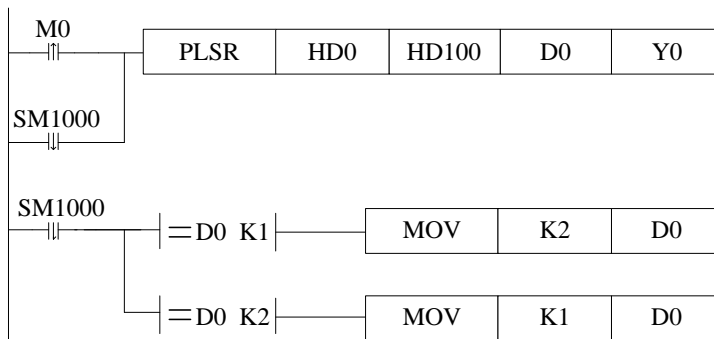 M0
PLSR HD0 HD100 D0 Y0
SM1000
SM1000
=D0 K1 MOV K2 D0
=D0 K2 MOV K1 D0